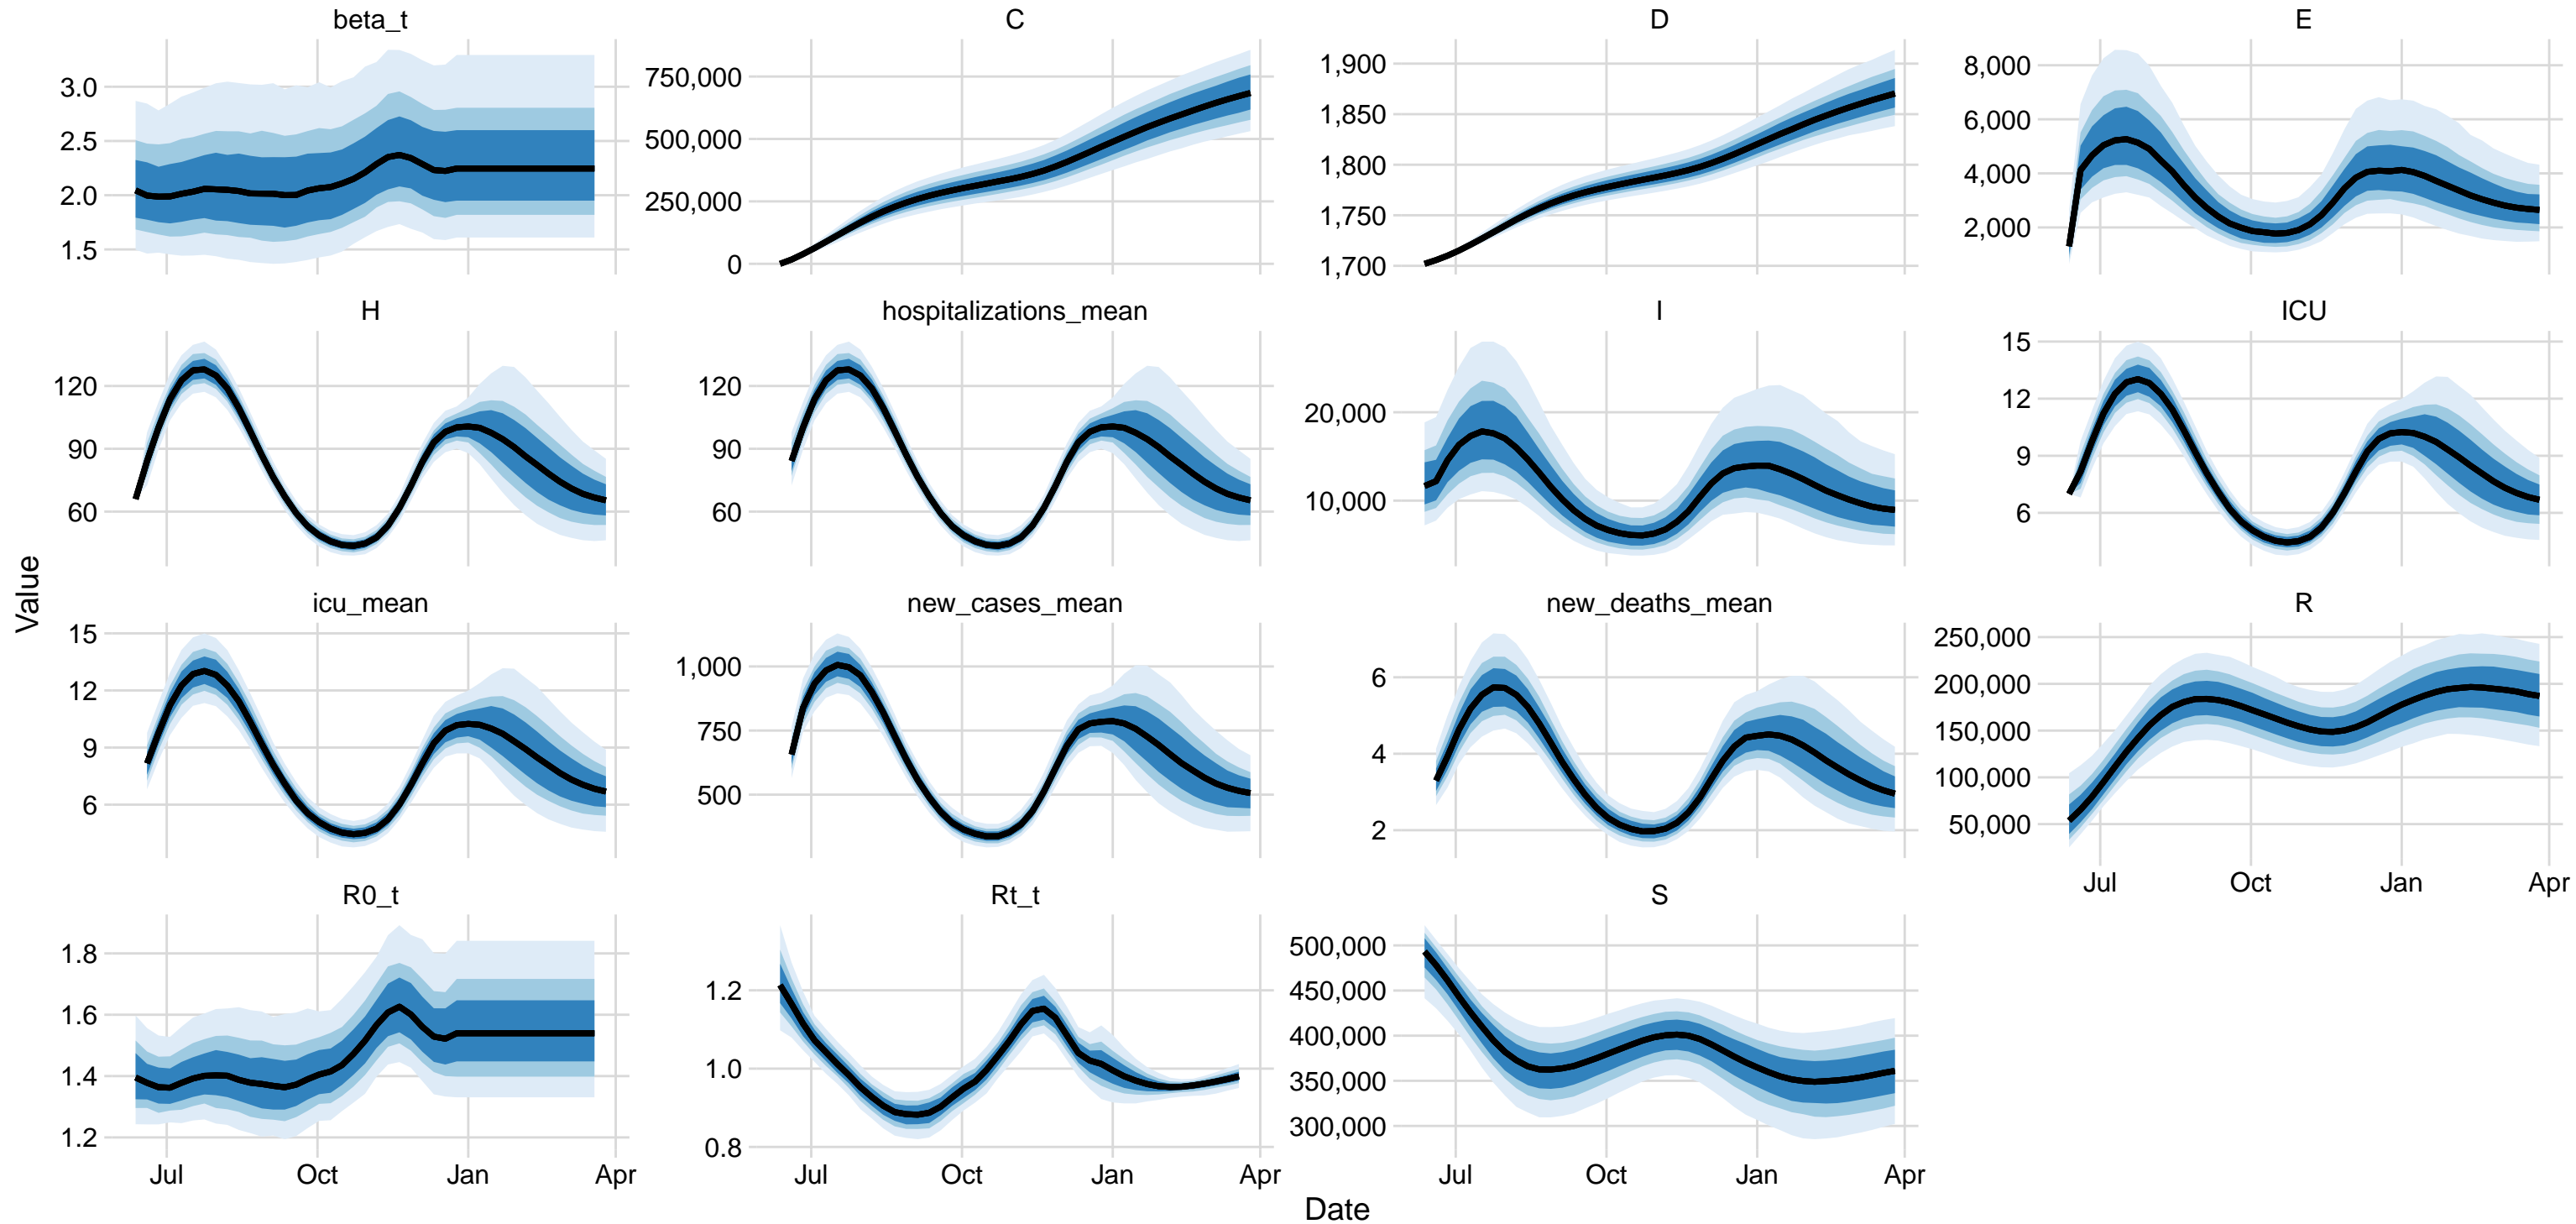 beta_t
C
D
E
3.0
2.5
2.0
1.5
750,000
500,000
250,000
0
1,900
1,850
1,800
1,750
1,700
8,000
6,000
4,000
2,000
H
hospitalizations_mean
I
ICU
120
90
60
120
90
60
20,000
10,000
15
12
9
6
Value
icu_mean
new_cases_mean
new_deaths_mean
R
15
12
9
6
1,000
750
500
6
4
2
250,000
200,000
150,000
100,000
50,000
Jul Oct Jan Apr
R0_t
Rt_t
S
1.8
1.6
1.4
1.2
1.2
1.0
0.8
500,000
450,000
400,000
350,000
300,000
Jul Oct Jan Apr
Jul Oct Jan Apr
Jul Oct Jan Apr
Date